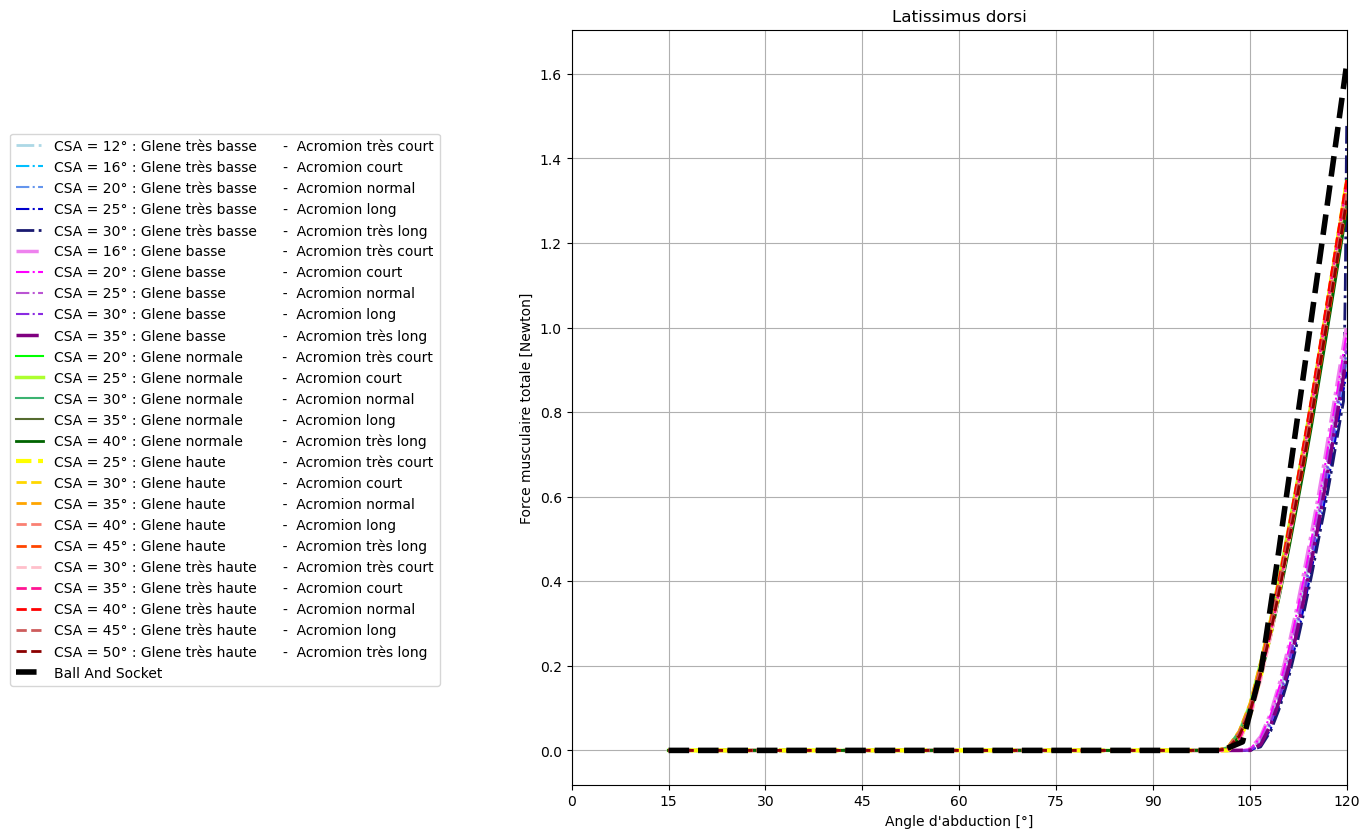 Latissimus dorsi
CSA = 12° : Glene très basse - Acromion très court
CSA = 16° : Glene très basse - Acromion court
CSA = 20° : Glene très basse - Acromion normal
CSA = 25° : Glene très basse - Acromion long
CSA = 30° : Glene très basse - Acromion très long
CSA = 16° : Glene basse - Acromion très court
CSA = 20° : Glene basse - Acromion court
CSA = 25° : Glene basse - Acromion normal
CSA = 30° : Glene basse - Acromion long
CSA = 35° : Glene basse - Acromion très long
CSA = 20° : Glene normale - Acromion très court
CSA = 25° : Glene normale - Acromion court
CSA = 30° : Glene normale - Acromion normal
CSA = 35° : Glene normale - Acromion long
CSA = 40° : Glene normale - Acromion très long
CSA = 25° : Glene haute - Acromion très court
CSA = 30° : Glene haute - Acromion court
CSA = 35° : Glene haute - Acromion normal
CSA = 40° : Glene haute - Acromion long
CSA = 45° : Glene haute - Acromion très long
CSA = 30° : Glene très haute - Acromion très court
CSA = 35° : Glene très haute - Acromion court
CSA = 40° : Glene très haute - Acromion normal
CSA = 45° : Glene très haute - Acromion long
CSA = 50° : Glene très haute - Acromion très long
Ball And Socket
Force musculaire totale [Newton]
1.6
1.4
1.2
1.0
0.8
0.6
0.4
0.2
0.0
0 15 30 45 60 75 90 105 120
Angle d'abduction [°]